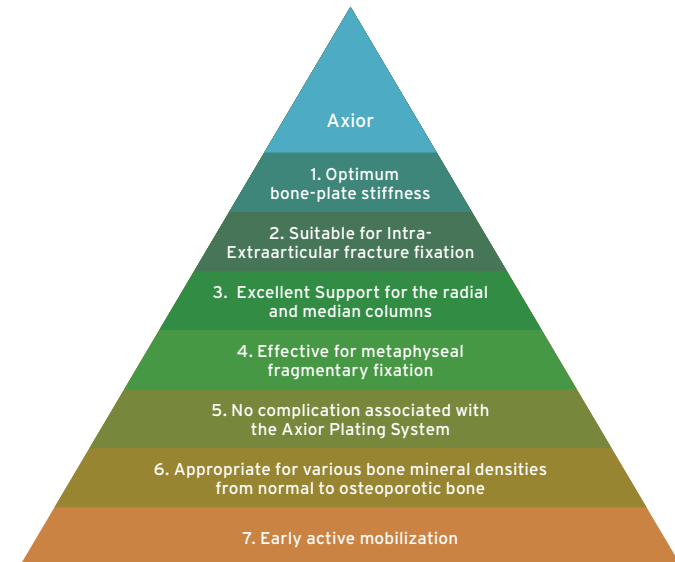 Axior
1. Optimum
bone-plate stiffness
2. Suitable for Intra-
Extraarticular fracture fixation
3. Excellent Support for the radial
and median columns
4. Effective for metaphyseal
fragmentary fixation
5. No complication associated with
the Axior Plating System
6. Appropriate for various bone mineral densities
from normal to osteoporotic bone
7. Early active mobilization